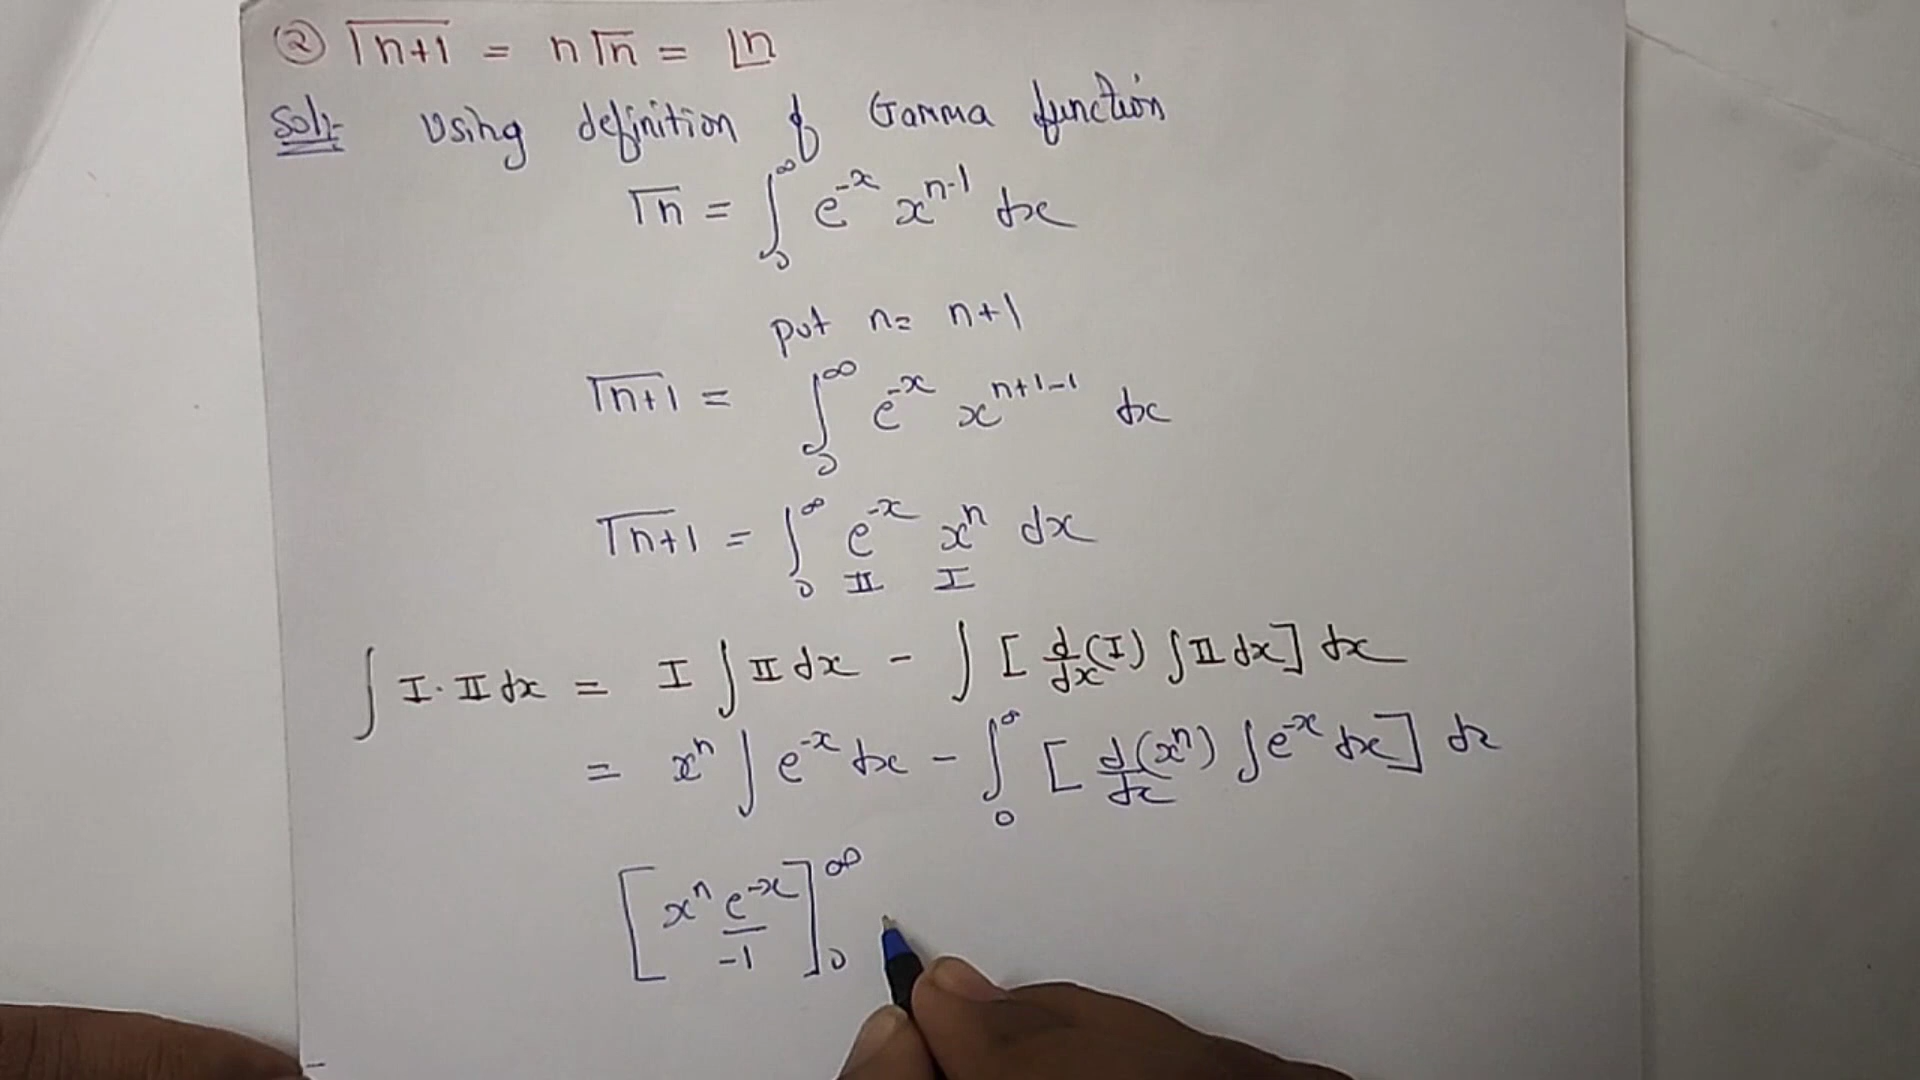 ② Γn+1 = nΓn = ∟n
Sol:- Using definition of Gamma function
Γn = ∫₀^∞ e^-x x^n-1 dx
put n= n+1
Γn+1 = ∫₀^∞ e^-x x^n+1-1 dx
Γn+1 = ∫₀^∞ e^-x x^n dx
II I
∫ I·II dx = I ∫ II dx - ∫ [ d/dx (I) ∫ II dx ] dx
= x^n ∫ e^-x dx - ∫₀^∞ [ d/dx (x^n) ∫ e^-x dx ] dx
[ x^n e^-x/-1 ]₀^∞